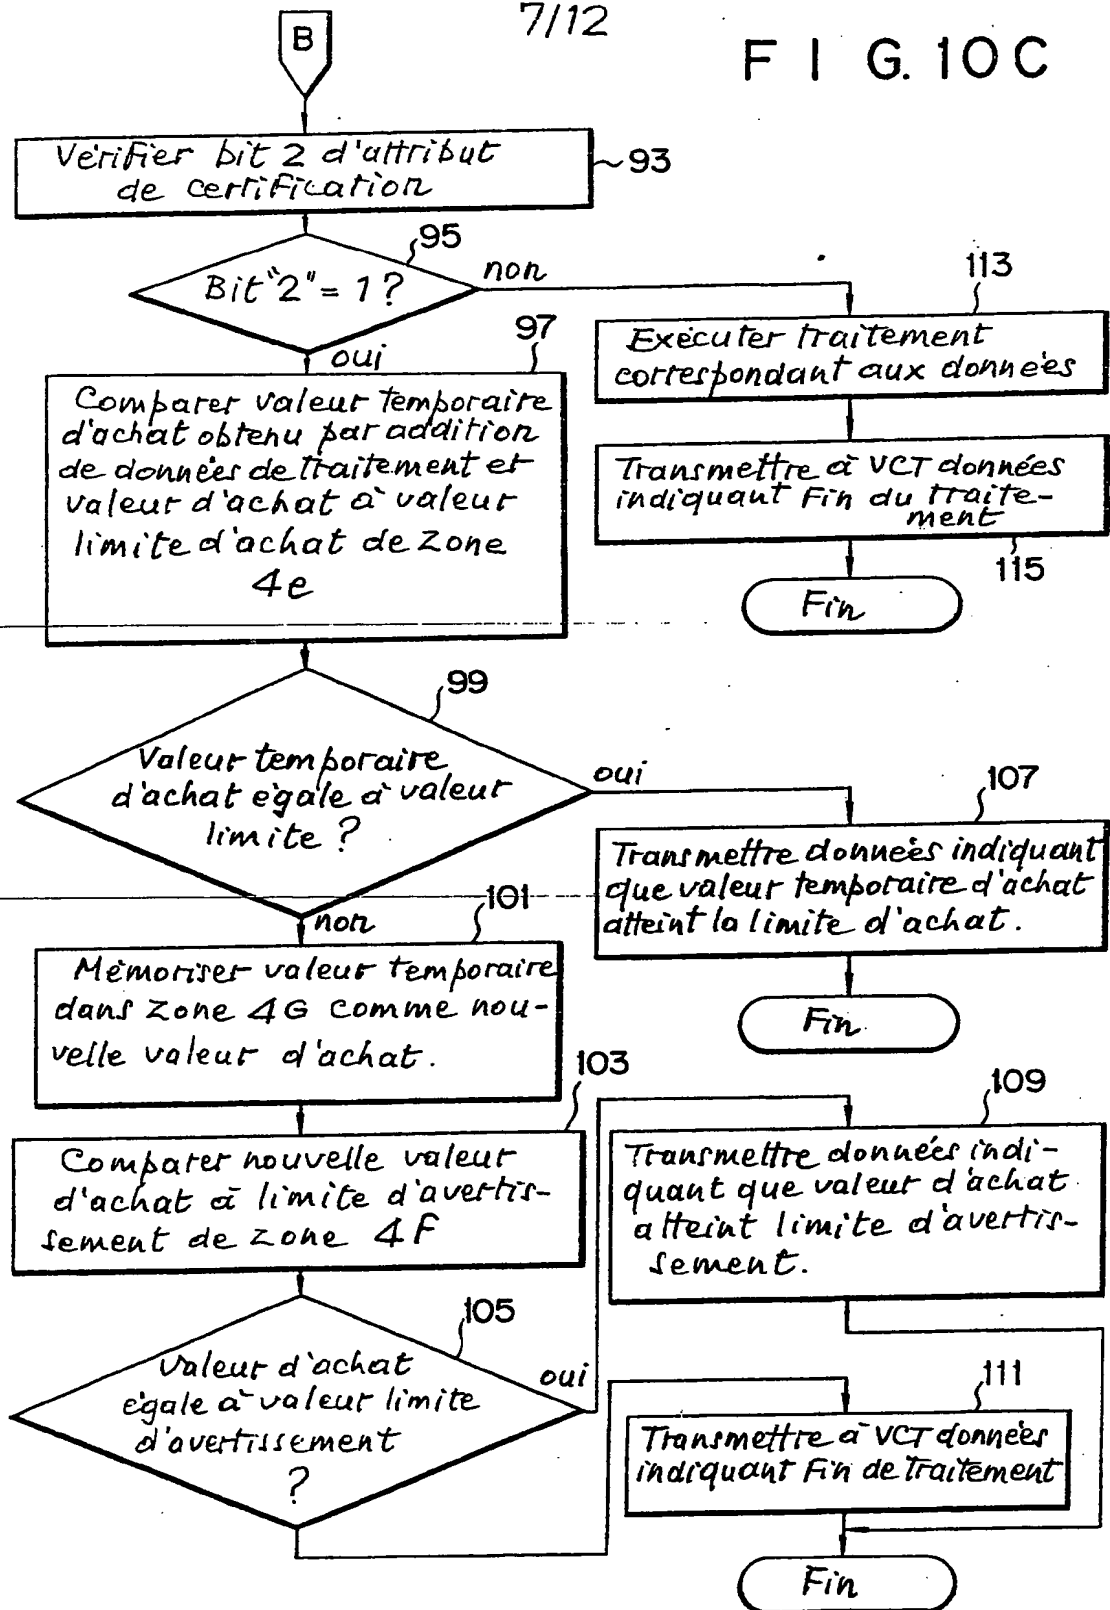 7/12
FIG. 10C
B
Vérifier bit 2 d'attribut
de certification
93
95
Bit "2" = 1 ?
non
oui
113
Exécuter traitement
correspondant aux données
97
Comparer valeur temporaire
d'achat obtenu par addition
de données de traitement et
valeur d'achat à valeur
limite d'achat de zone
4e
Transmettre à VCT données
indiquant Fin du traite-
ment
115
Fin
99
Valeur temporaire
d'achat égale à valeur
limite ?
oui
non
107
Transmettre données indiquant
que valeur temporaire d'achat
atteint la limite d'achat.
Fin
101
Mémoriser valeur temporaire
dans zone 4G comme nou-
velle valeur d'achat.
103
Comparer nouvelle valeur
d'achat à limite d'avertis-
sement de zone 4F
109
Transmettre données indi-
quant que valeur d'achat
atteint limite d'avertis-
sement.
105
Valeur d'achat
égale à valeur limite
d'avertissement
?
oui
111
Transmettre à VCT données
indiquant Fin de traitement
Fin